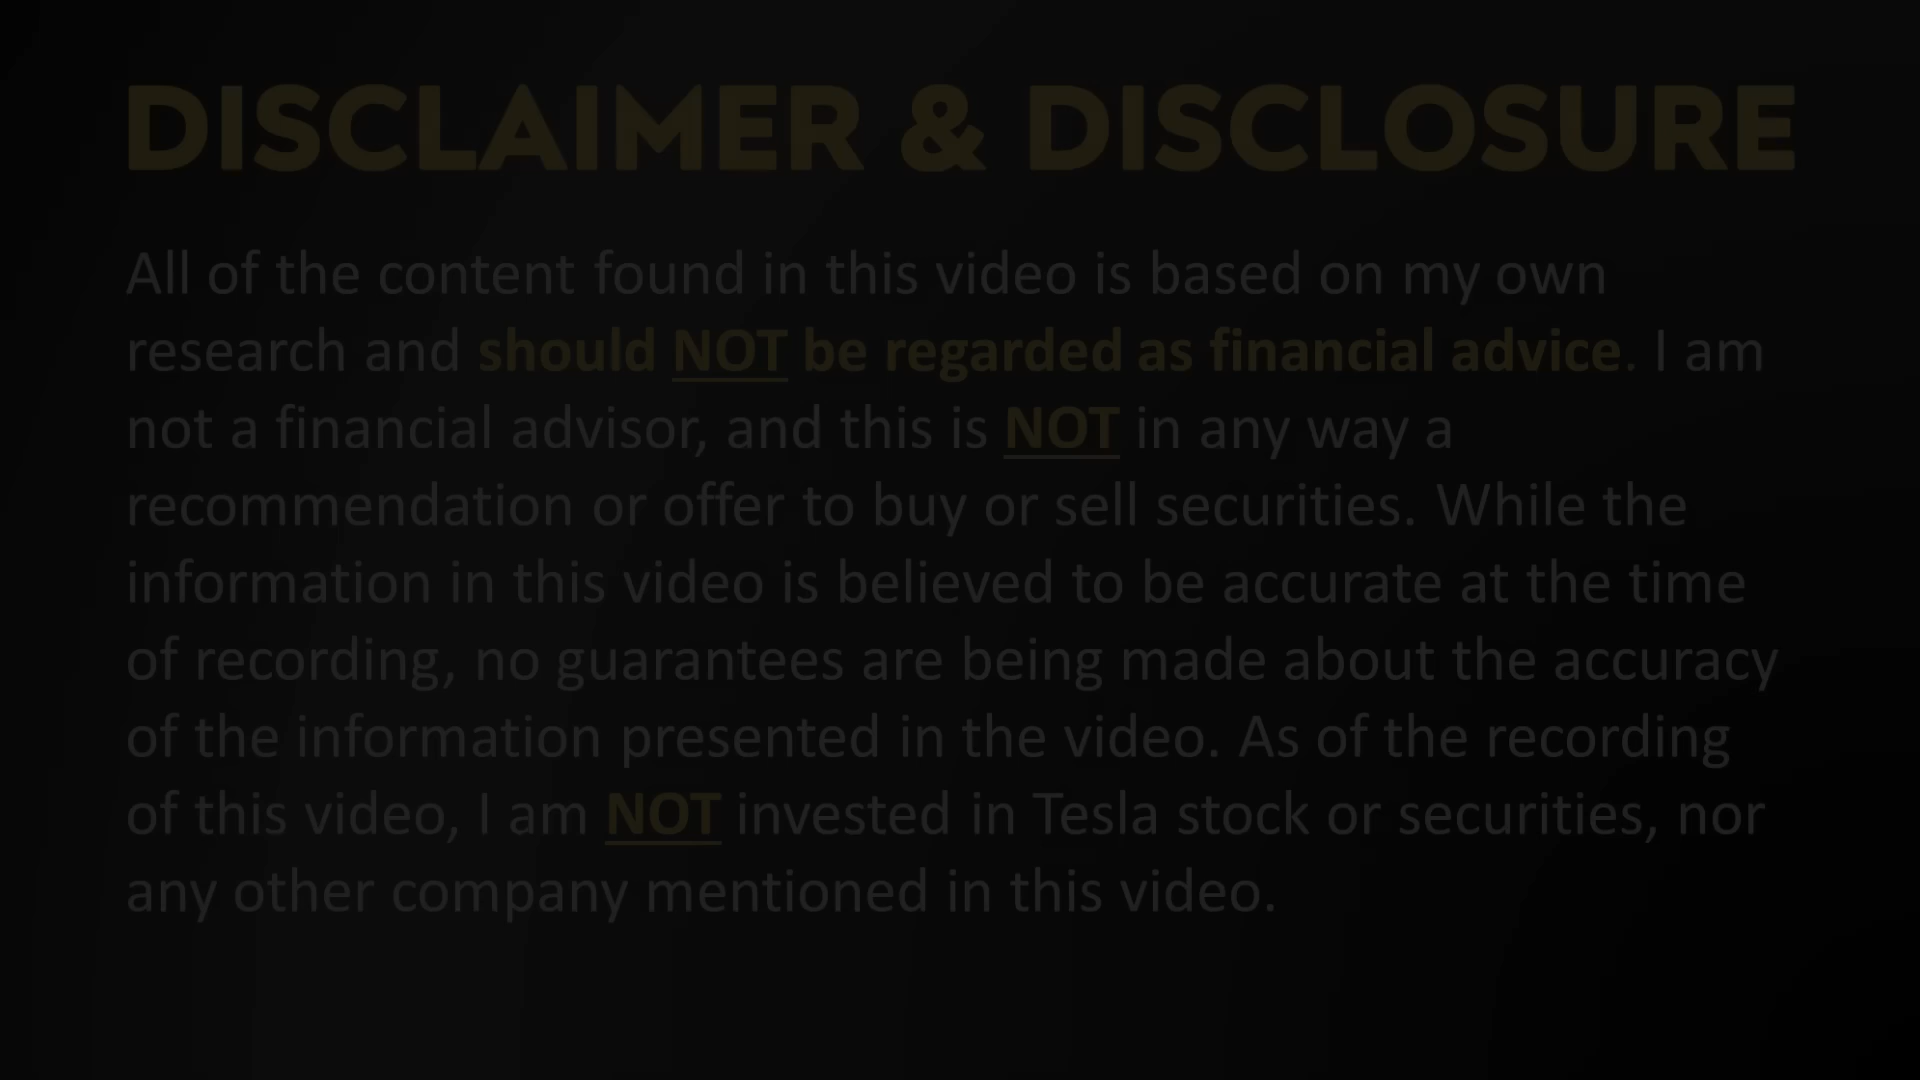 DISCLAIMER & DISCLOSURE
All of the content found in this video is based on my own
research and should NOT be regarded as financial advice. I am
not a financial advisor, and this is NOT in any way a
recommendation or offer to buy or sell securities. While the
information in this video is believed to be accurate at the time
of recording, no guarantees are being made about the accuracy
of the information presented in the video. As of the recording
of this video, I am NOT invested in Tesla stock or securities, nor
any other company mentioned in this video.